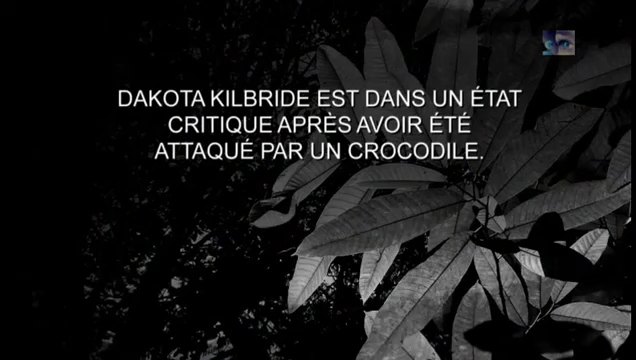 DAKOTA KILBRIDE EST DANS UN ÉTAT
CRITIQUE APRÈS AVOIR ÉTÉ
ATTAQUÉ PAR UN CROCODILE.